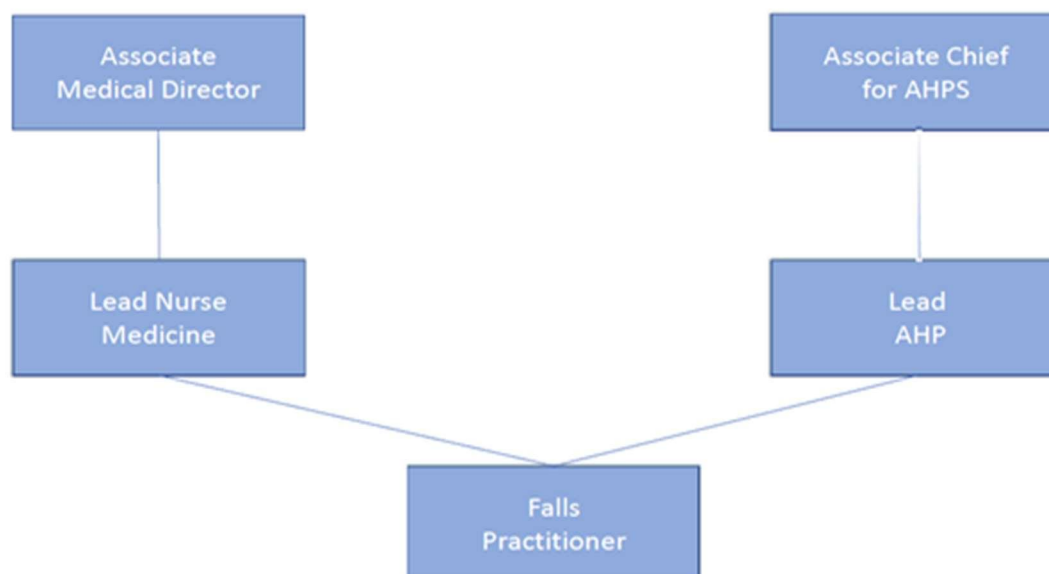 Associate
Medical Director
Associate Chief
for AHPS
Lead Nurse
Medicine
Lead
AHP
Falls
Practitioner